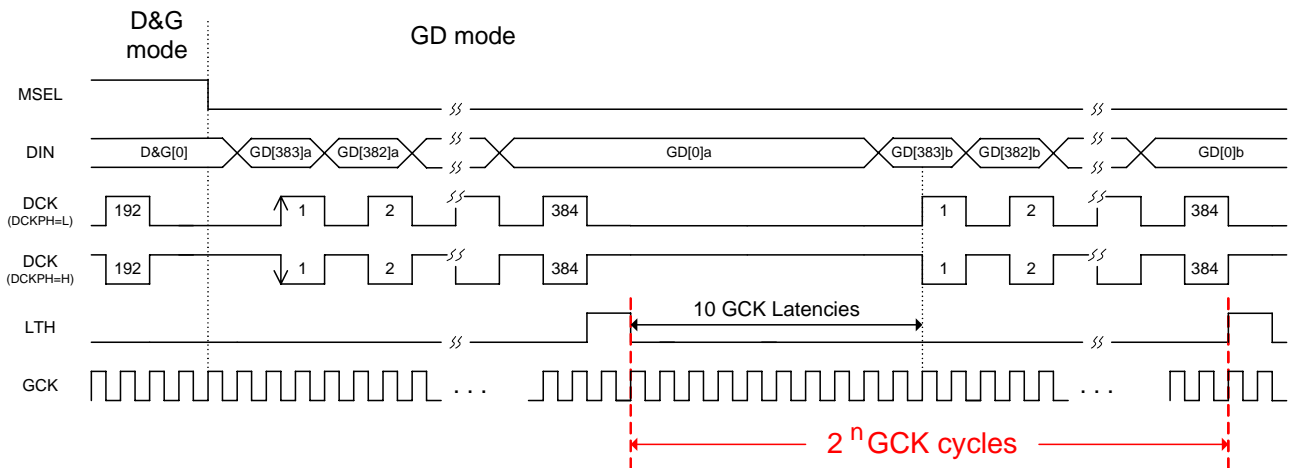 D&G
mode
GD mode
MSEL
DIN D&G[0] GD[383]a GD[382]a GD[0]a GD[383]b GD[382]b GD[0]b
DCK
(DCKPH=L)
192 1 2 384 1 2 384
DCK
(DCKPH=H)
192 1 2 384 1 2 384
LTH 10 GCK Latencies
GCK . . . . . .
2 n GCK cycles